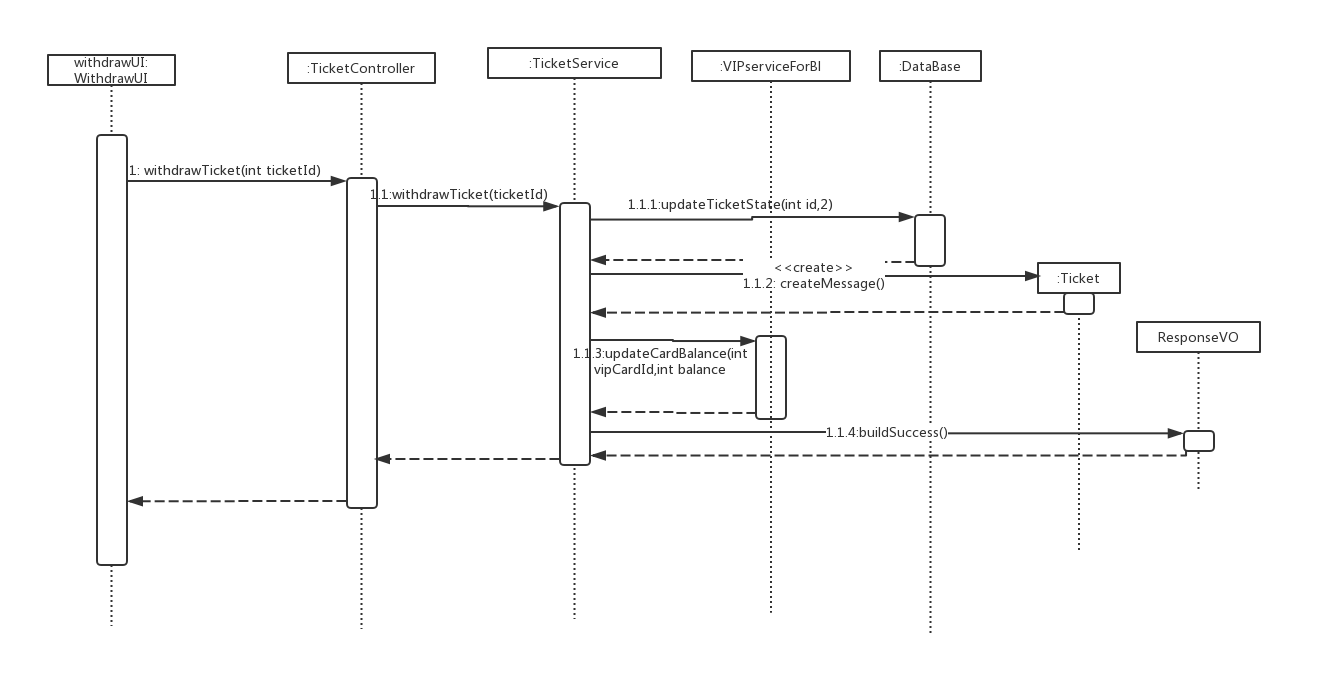 withdrawUI:
WithdrawUI
:TicketController
:TicketService
:VIPserviceForBl
:DataBase
1: withdrawTicket(int ticketId)
1.1:withdrawTicket(ticketId)
1.1.1:updateTicketState(int id,2)
<<create>>
1.1.2: createMessage()
:Ticket
ResponseVO
1.1.3:updateCardBalance(int
vipCardId,int balance
1.1.4:buildSuccess()